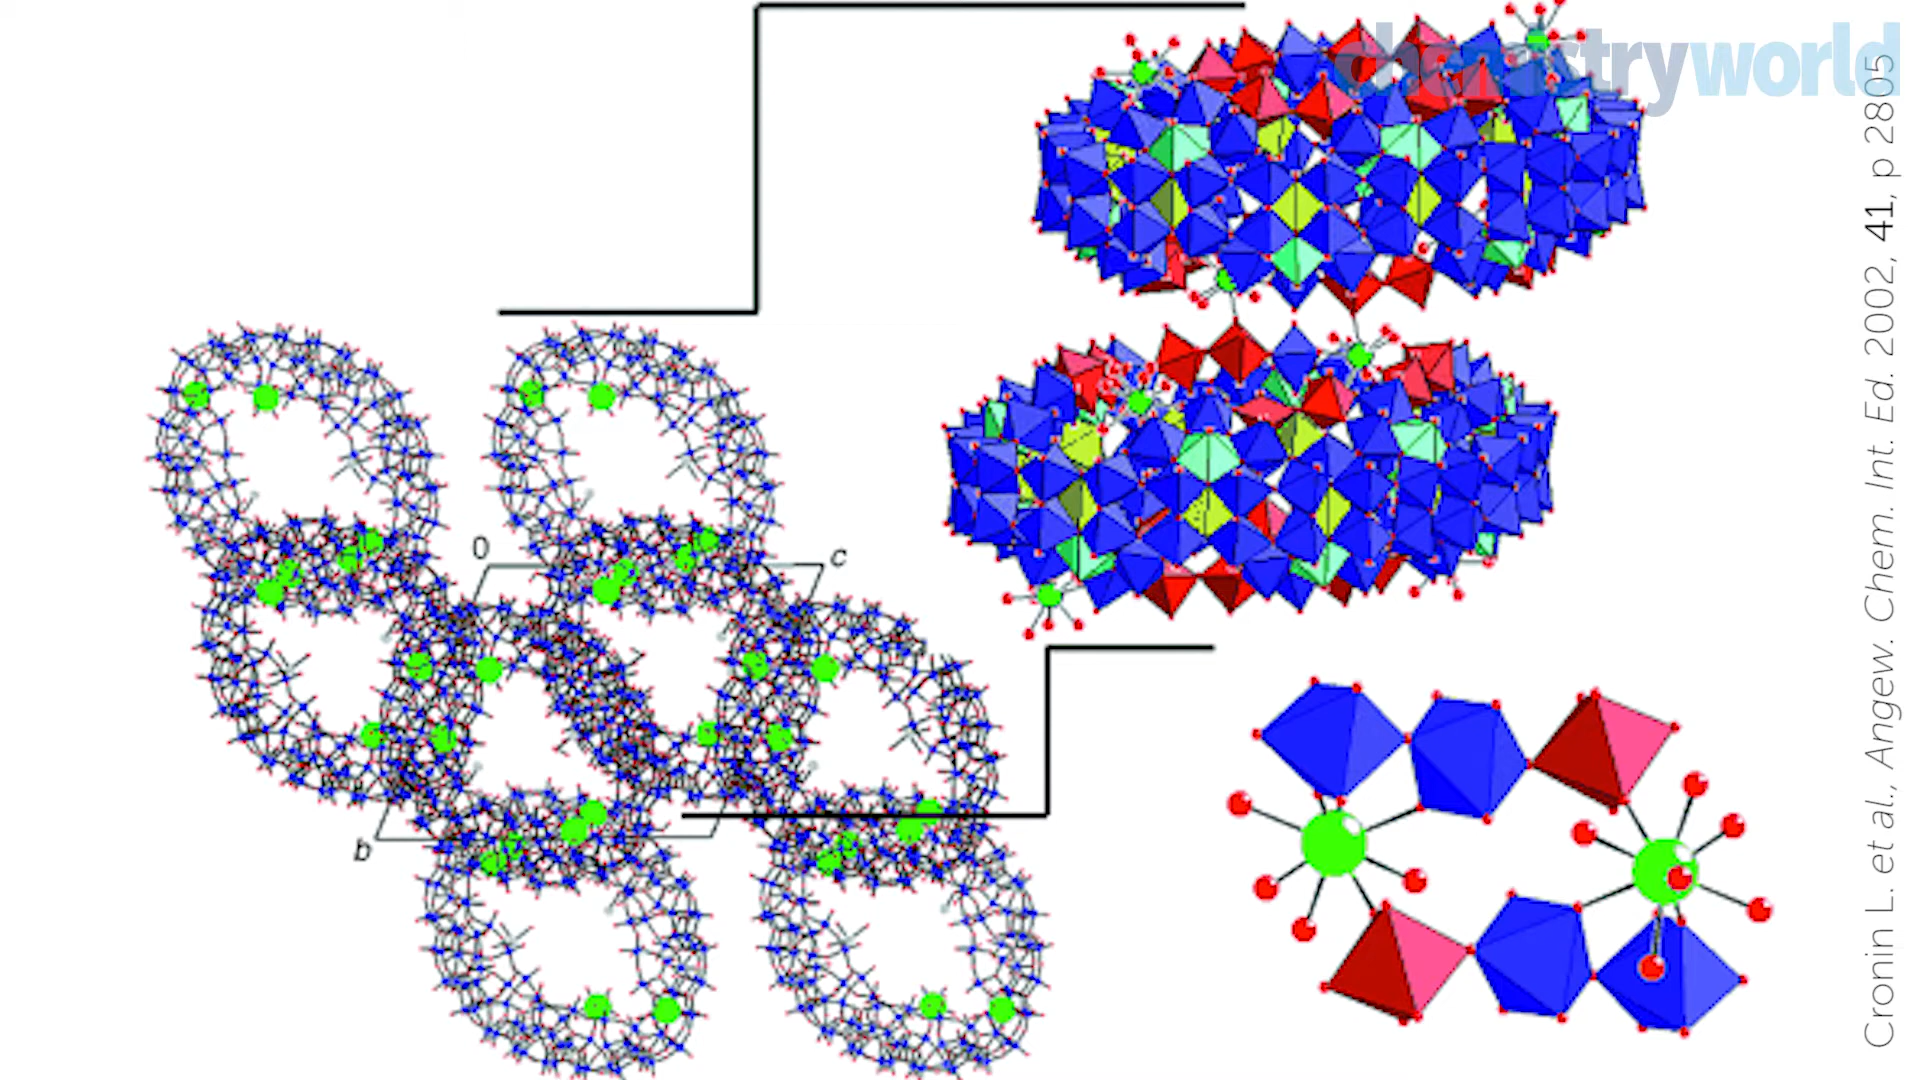 chemistryworld
0
c
b
Cronin L. et al., Angew. Chem. Int. Ed. 2002, 41, p 2805